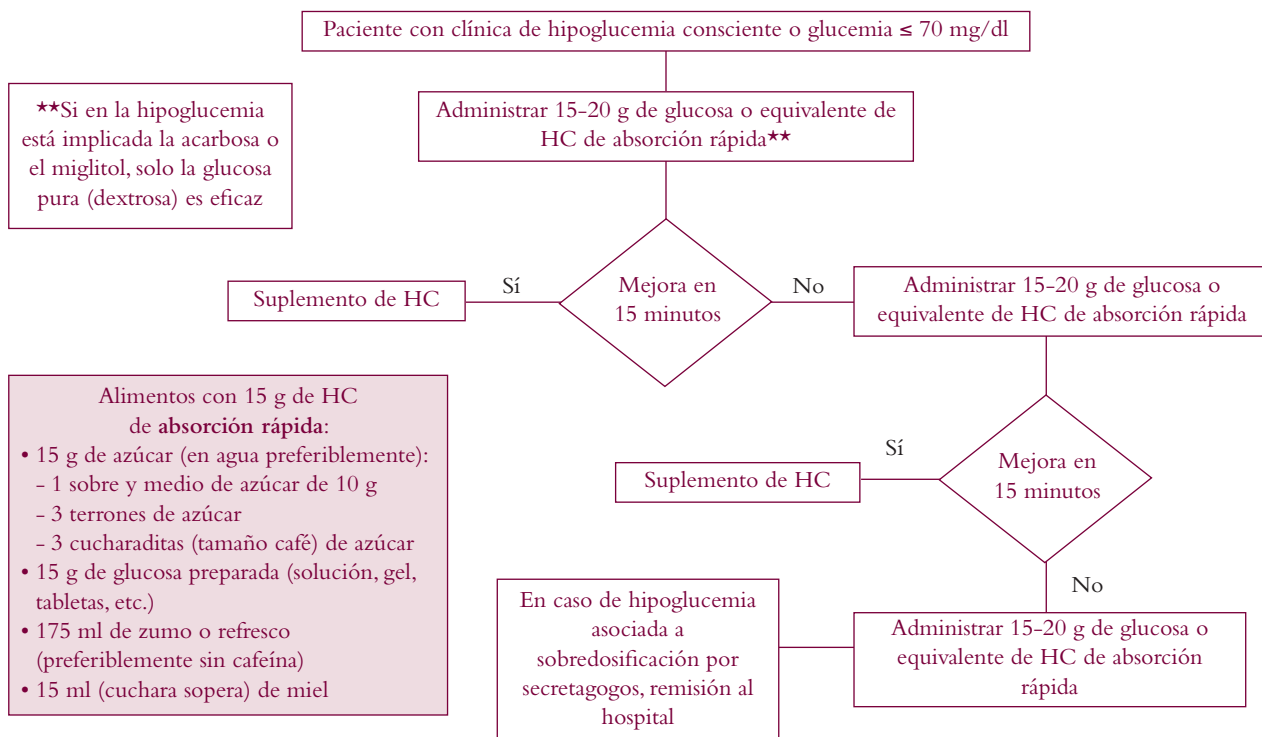 Paciente con clínica de hipoglucemia consciente o glucemia ≤ 70 mg/dl
★★Si en la hipoglucemia
está implicada la acarbosa o
el miglitol, solo la glucosa
pura (dextrosa) es eficaz
Administrar 15-20 g de glucosa o equivalente de
HC de absorción rápida★★
Mejora en
15 minutos
Sí
Suplemento de HC
No
Administrar 15-20 g de glucosa o
equivalente de HC de absorción rápida
Alimentos con 15 g de HC
de absorción rápida:
• 15 g de azúcar (en agua preferiblemente):
- 1 sobre y medio de azúcar de 10 g
- 3 terrones de azúcar
- 3 cucharaditas (tamaño café) de azúcar
• 15 g de glucosa preparada (solución, gel,
tabletas, etc.)
• 175 ml de zumo o refresco
(preferiblemente sin cafeína)
• 15 ml (cuchara sopera) de miel
Mejora en
15 minutos
Sí
Suplemento de HC
No
Administrar 15-20 g de glucosa o
equivalente de HC de absorción
rápida
En caso de hipoglucemia
asociada a
sobredosificación por
secretagogos, remisión al
hospital